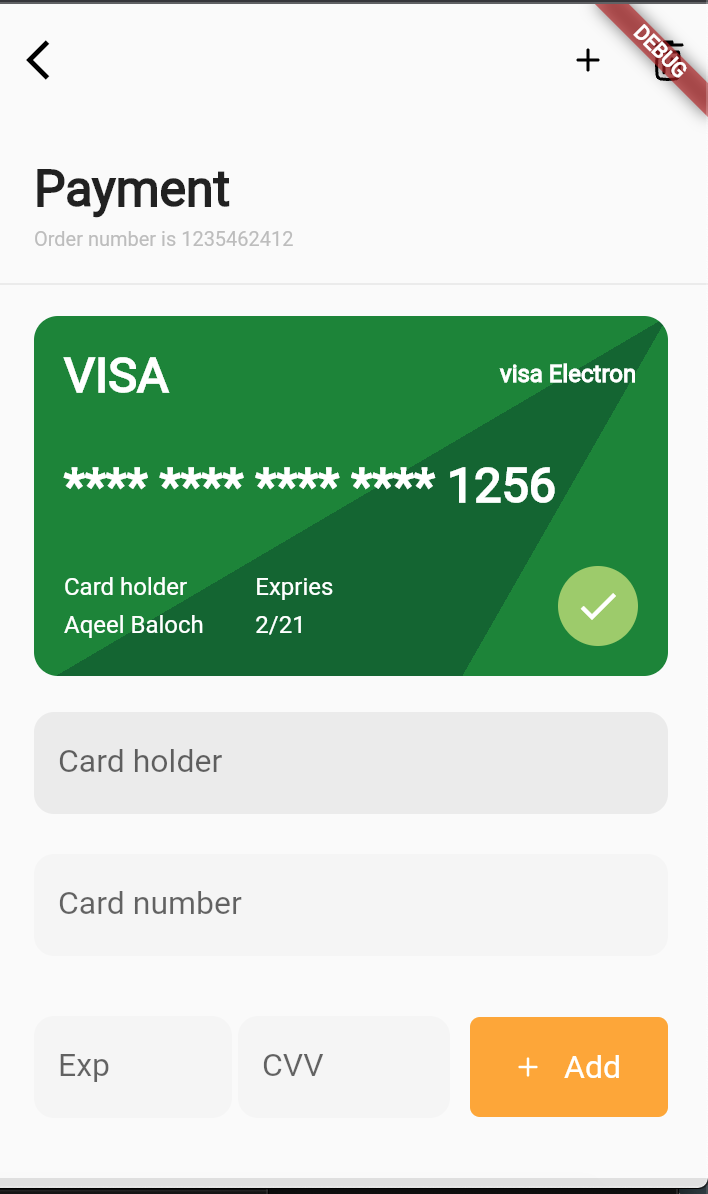 DEBUG
Payment
Order number is 1235462412
VISA
visa Electron
**** **** **** **** 1256
Card holder
Expries
Aqeel Baloch
2/21
Card holder
Card number
Exp
CVV
+ Add